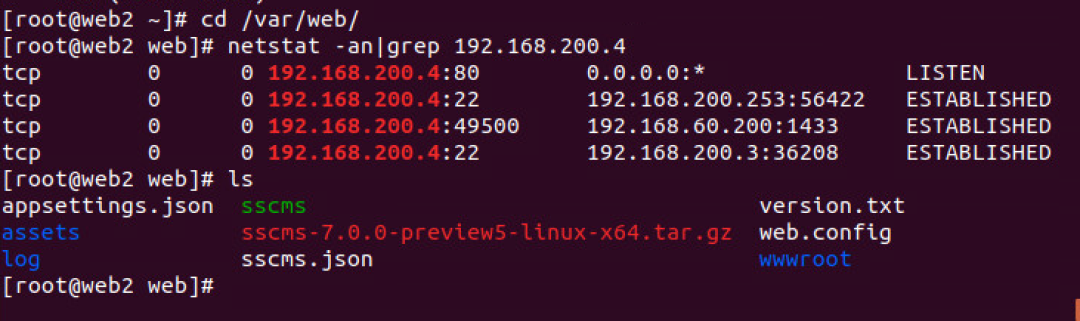 [root@web2 ~]# cd /var/web/
[root@web2 web]# netstat -an|grep 192.168.200.4
tcp        0      0 192.168.200.4:80        0.0.0.0:*               LISTEN
tcp        0      0 192.168.200.4:22        192.168.200.253:56422   ESTABLISHED
tcp        0      0 192.168.200.4:49500     192.168.60.200:1433     ESTABLISHED
tcp        0      0 192.168.200.4:22        192.168.200.3:36208     ESTABLISHED
[root@web2 web]# ls
appsettings.json  sscms                                 version.txt
assets            sscms-7.0.0-preview5-linux-x64.tar.gz  web.config
log               sscms.json                            wwwroot
[root@web2 web]#